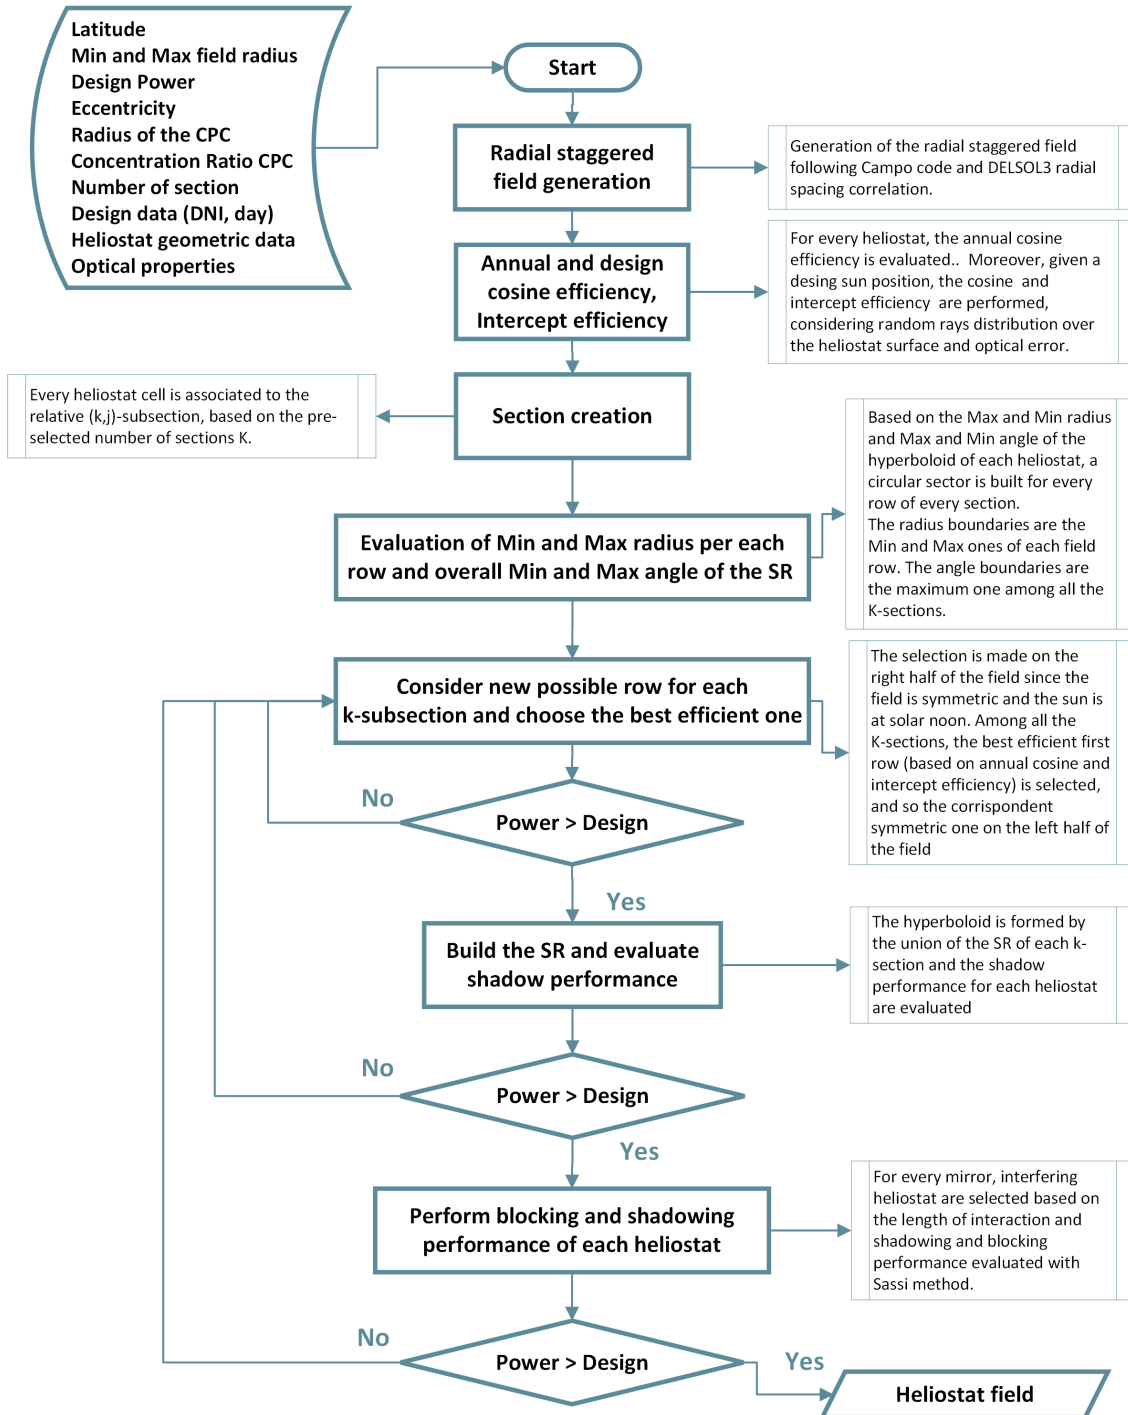 Latitude
Min and Max field radius
Design Power
Eccentricity
Radius of the CPC
Concentration Ratio CPC
Number of section
Design data (DNI, day)
Heliostat geometric data
Optical properties
Start
Radial staggered
field generation
Generation of the radial staggered field
following Campo code and DELSOL3 radial
spacing correlation.
Annual and design
cosine efficiency,
Intercept efficiency
For every heliostat, the annual cosine
efficiency is evaluated.. Moreover, given a
desing sun position, the cosine and
intercept efficiency are performed,
considering random rays distribution over
the heliostat surface and optical error.
Section creation
Every heliostat cell is associated to the
relative (k,j)-subsection, based on the pre-
selected number of sections K.
Evaluation of Min and Max radius per each
row and overall Min and Max angle of the SR
Based on the Max and Min radius
and Max and Min angle of the
hyperboloid of each heliostat, a
circular sector is built for every
row of every section.
The radius boundaries are the
Min and Max ones of each field
row. The angle boundaries are
the maximum one among all the
K-sections.
Consider new possible row for each
k-subsection and choose the best efficient one
The selection is made on the
right half of the field since the
field is symmetric and the sun is
at solar noon. Among all the
K-sections, the best efficient first
row (based on annual cosine and
intercept efficiency) is selected,
and so the corrispondent
symmetric one on the left half of
the field
No
Power > Design
Yes
Build the SR and evaluate
shadow performance
The hyperboloid is formed by
the union of the SR of each k-
section and the shadow
performance for each heliostat
are evaluated
No
Power > Design
Yes
Perform blocking and shadowing
performance of each heliostat
For every mirror, interfering
heliostat are selected based on
the length of interaction and
shadowing and blocking
performance evaluated with
Sassi method.
No
Power > Design
Yes
Heliostat field